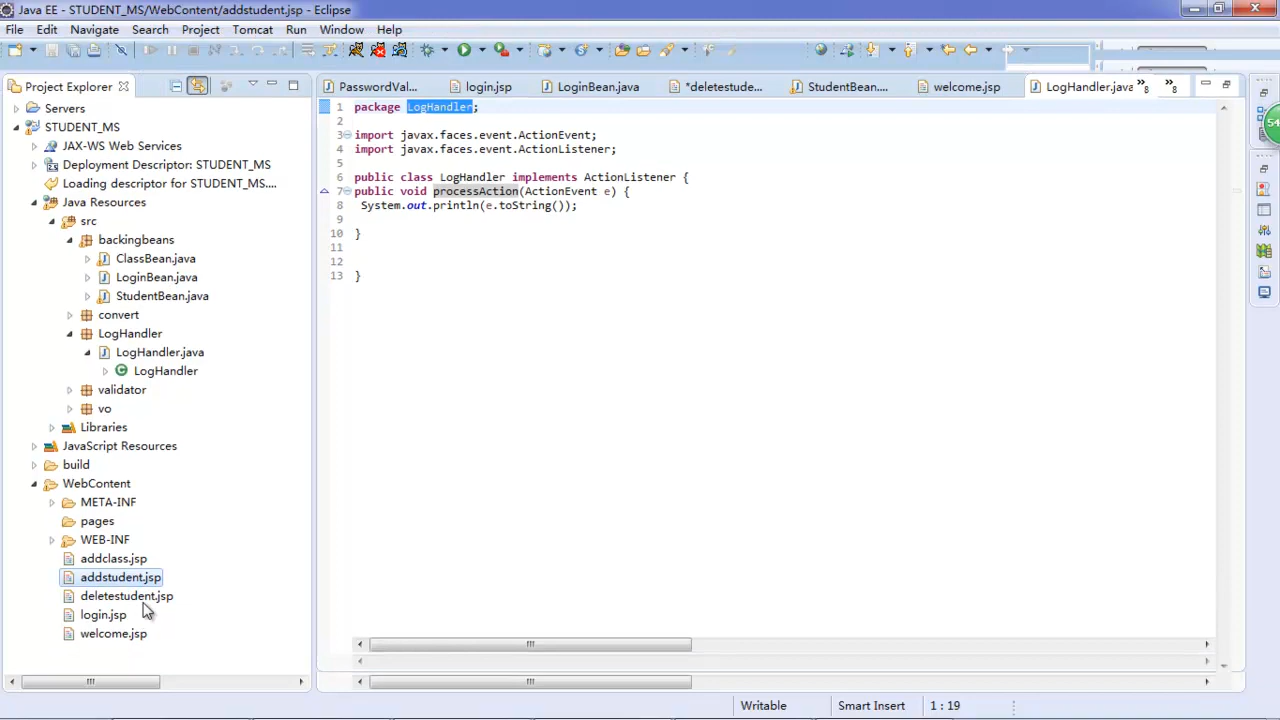 Java EE - STUDENT_MS/WebContent/addstudent.jsp - Eclipse
File Edit Navigate Search Project Tomcat Run Window Help
Project Explorer
PasswordVal... login.jsp LoginBean.java *deletestude... StudentBean.... welcome.jsp LogHandler.java »8 »8
Servers
STUDENT_MS
JAX-WS Web Services
Deployment Descriptor: STUDENT_MS
Loading descriptor for STUDENT_MS....
Java Resources
src
backingbeans
ClassBean.java
LoginBean.java
StudentBean.java
convert
LogHandler
LogHandler.java
LogHandler
validator
vo
Libraries
JavaScript Resources
build
WebContent
META-INF
pages
WEB-INF
addclass.jsp
addstudent.jsp
deletestudent.jsp
login.jsp
welcome.jsp
1 package LogHandler;
2
3 import javax.faces.event.ActionEvent;
4 import javax.faces.event.ActionListener;
5
6 public class LogHandler implements ActionListener {
7 public void processAction(ActionEvent e) {
8 System.out.println(e.toString());
9
10 }
11
12
13 }
54
Writable Smart Insert 1 : 19